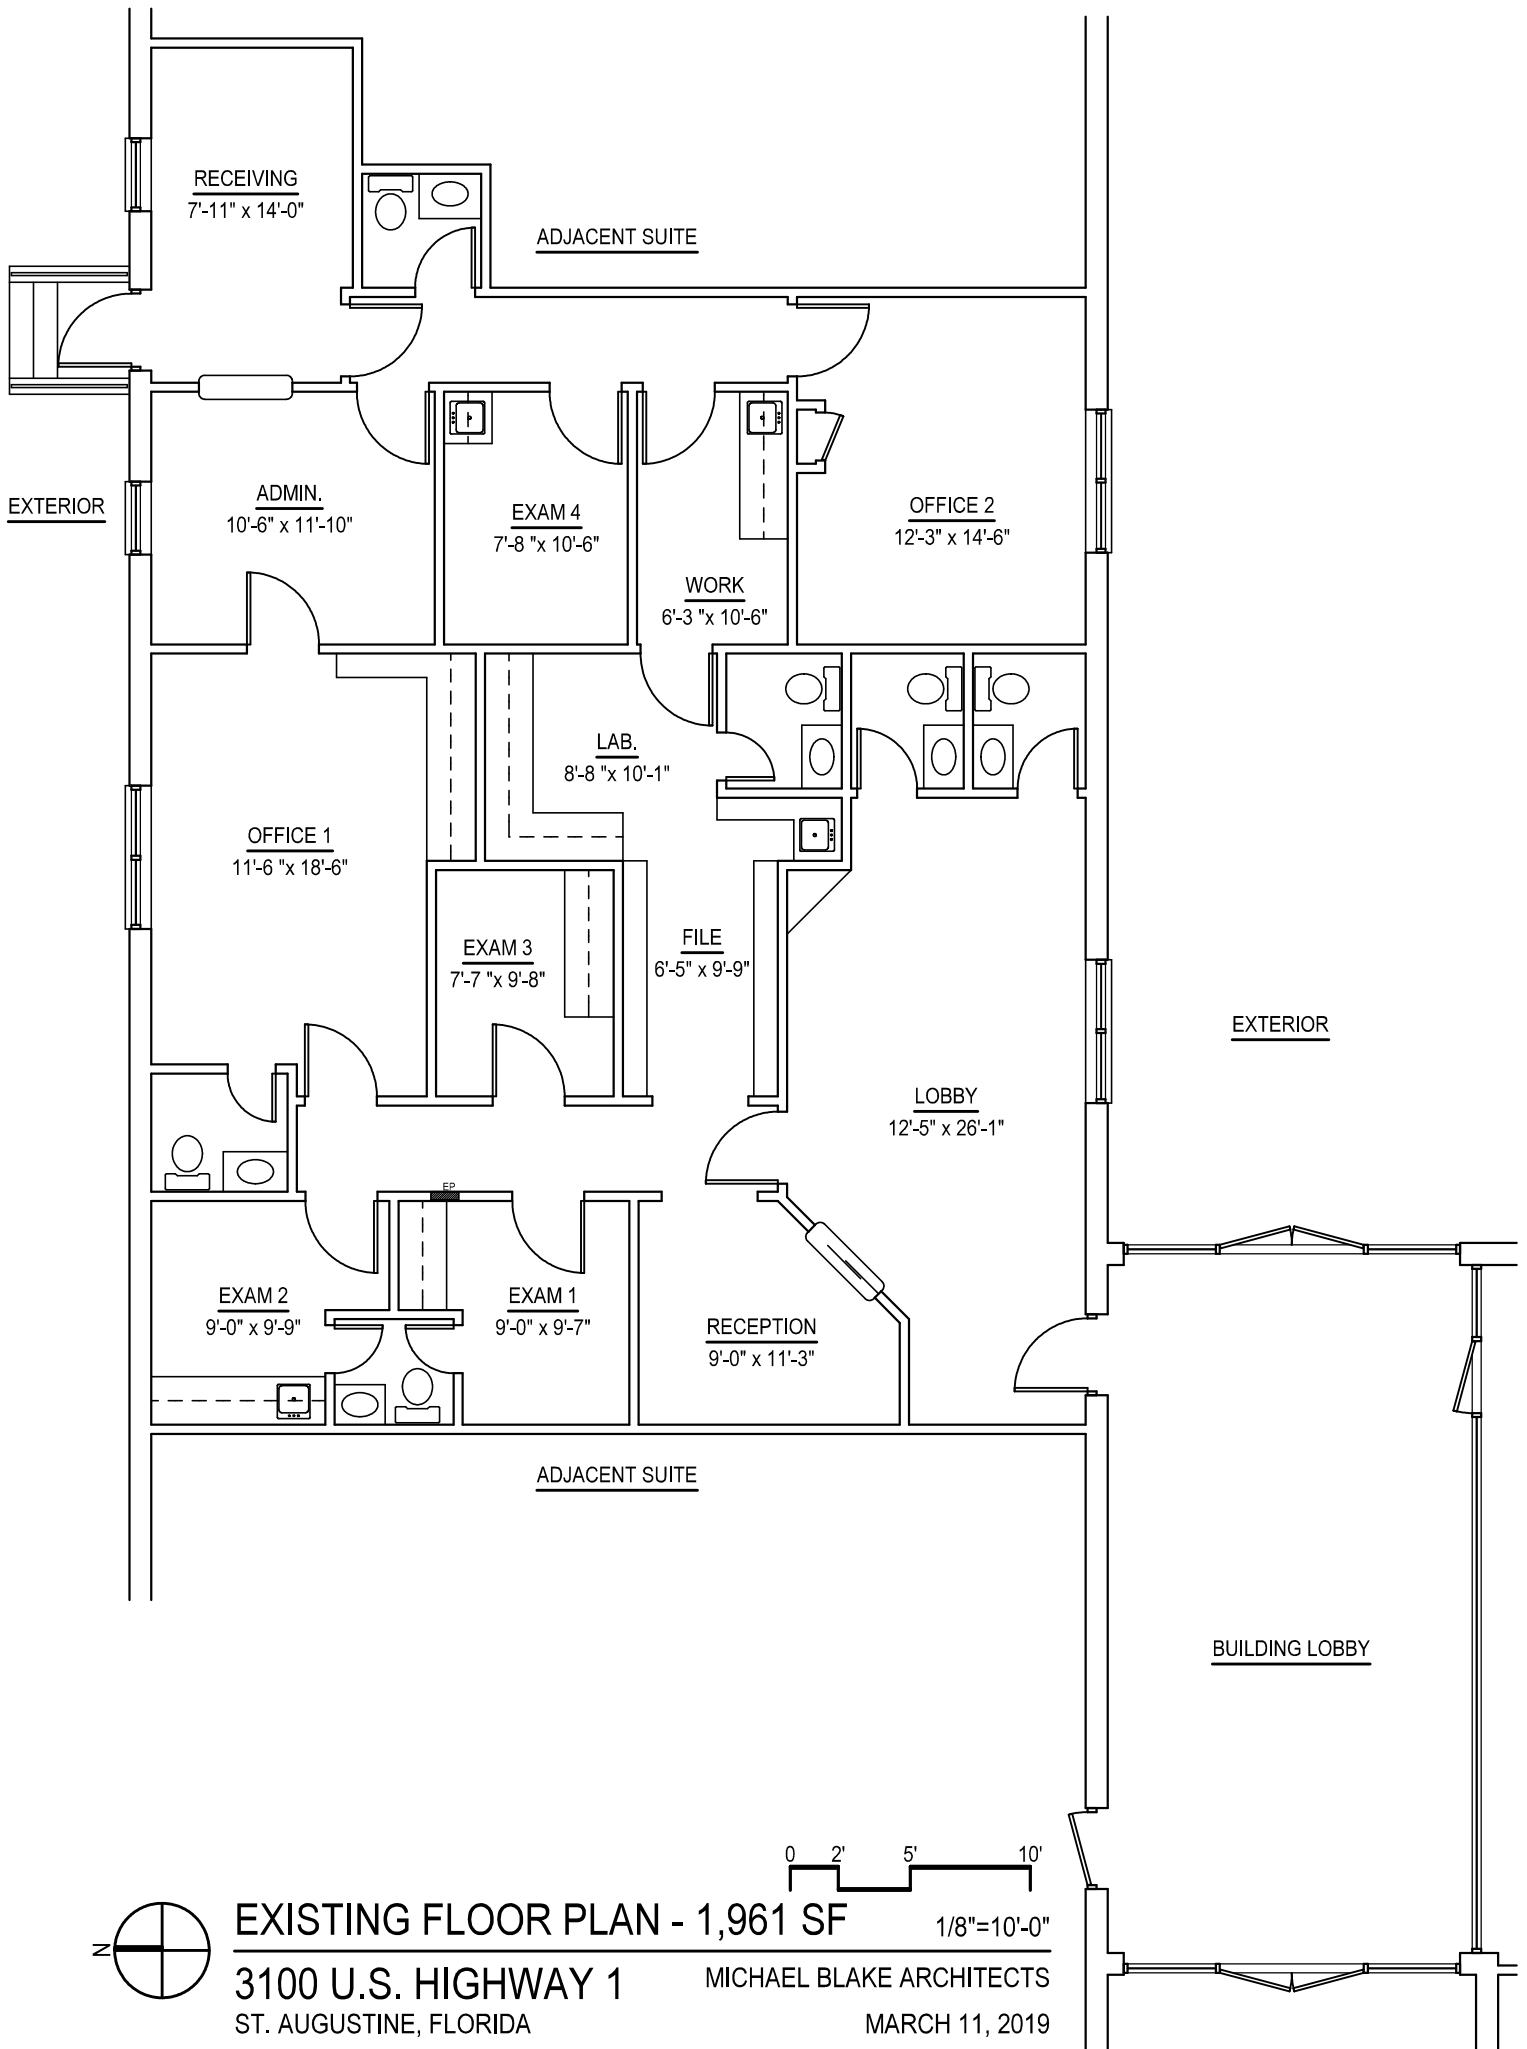 RECEIVING
7'-11" x 14'-0"
ADJACENT SUITE
EXTERIOR
ADMIN.
10'-6" x 11'-10"
EXAM 4
7'-8 "x 10'-6"
OFFICE 2
12'-3" x 14'-6"
WORK
6'-3 "x 10'-6"
LAB.
8'-8 "x 10'-1"
OFFICE 1
11'-6 "x 18'-6"
EXAM 3
7'-7 "x 9'-8"
FILE
6'-5" x 9'-9"
EXTERIOR
LOBBY
12'-5" x 26'-1"
EP
EXAM 2
9'-0" x 9'-9"
EXAM 1
9'-0" x 9'-7"
RECEPTION
9'-0" x 11'-3"
ADJACENT SUITE
BUILDING LOBBY
0 2' 5' 10'
N
EXISTING FLOOR PLAN - 1,961 SF
1/8"=10'-0"
3100 U.S. HIGHWAY 1
MICHAEL BLAKE ARCHITECTS
ST. AUGUSTINE, FLORIDA
MARCH 11, 2019